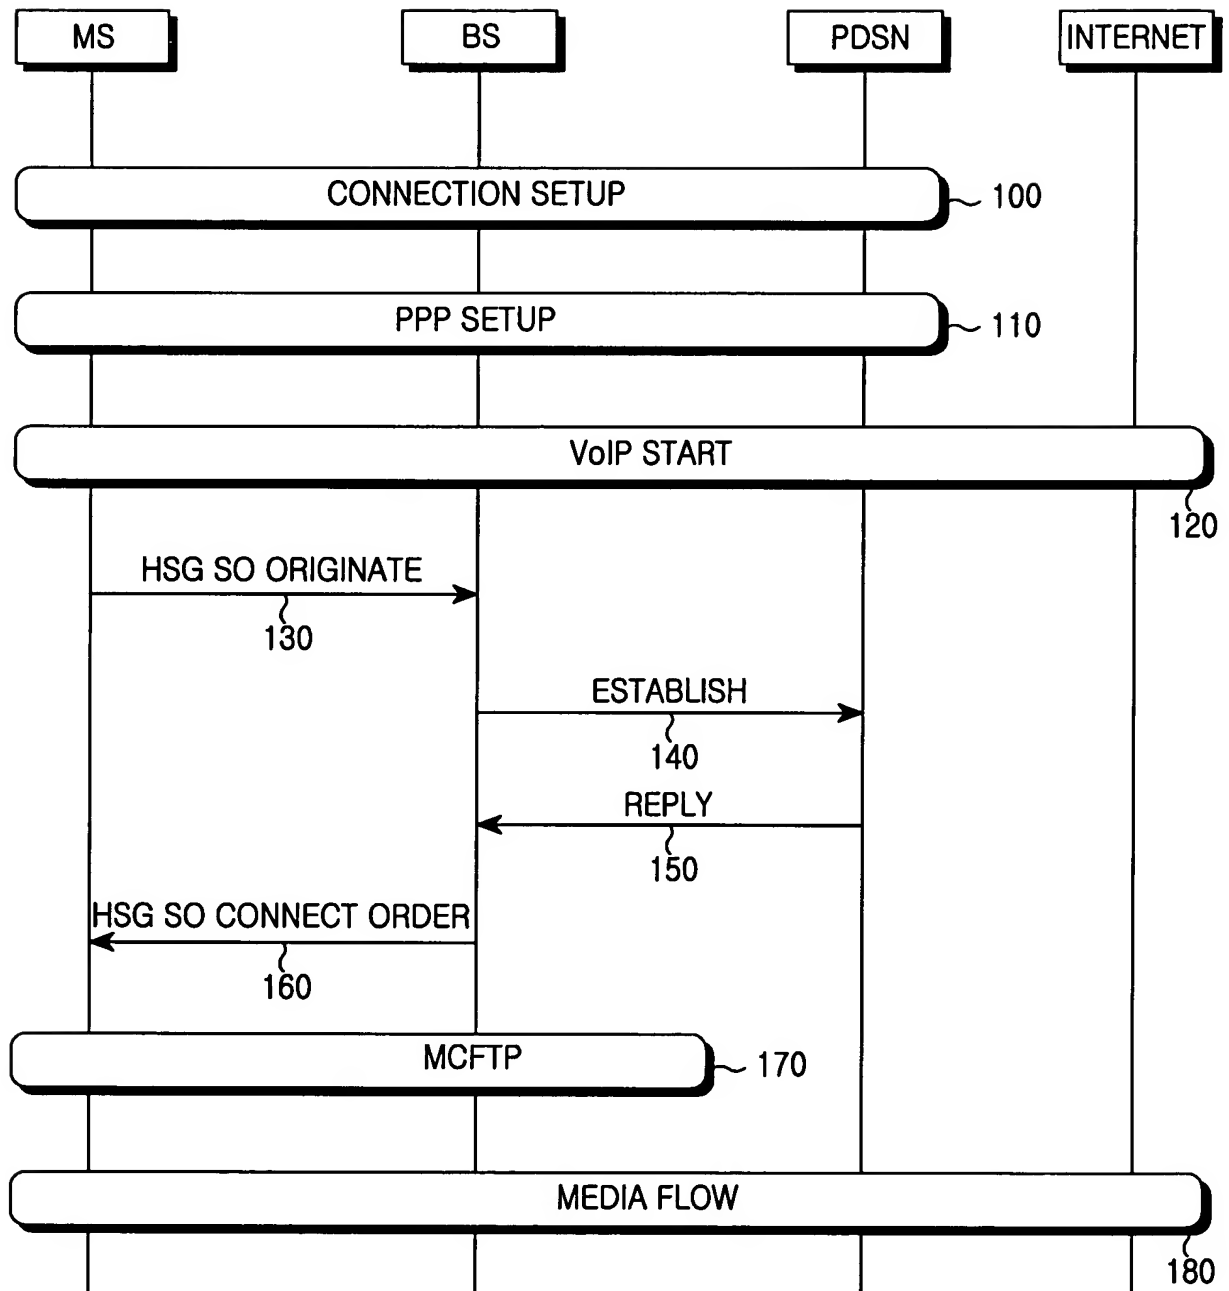 MS
BS
PDSN
INTERNET
CONNECTION SETUP
100
PPP SETUP
110
VoIP START
120
HSG SO ORIGINATE
130
ESTABLISH
140
REPLY
150
HSG SO CONNECT ORDER
160
MCFTP
170
MEDIA FLOW
180